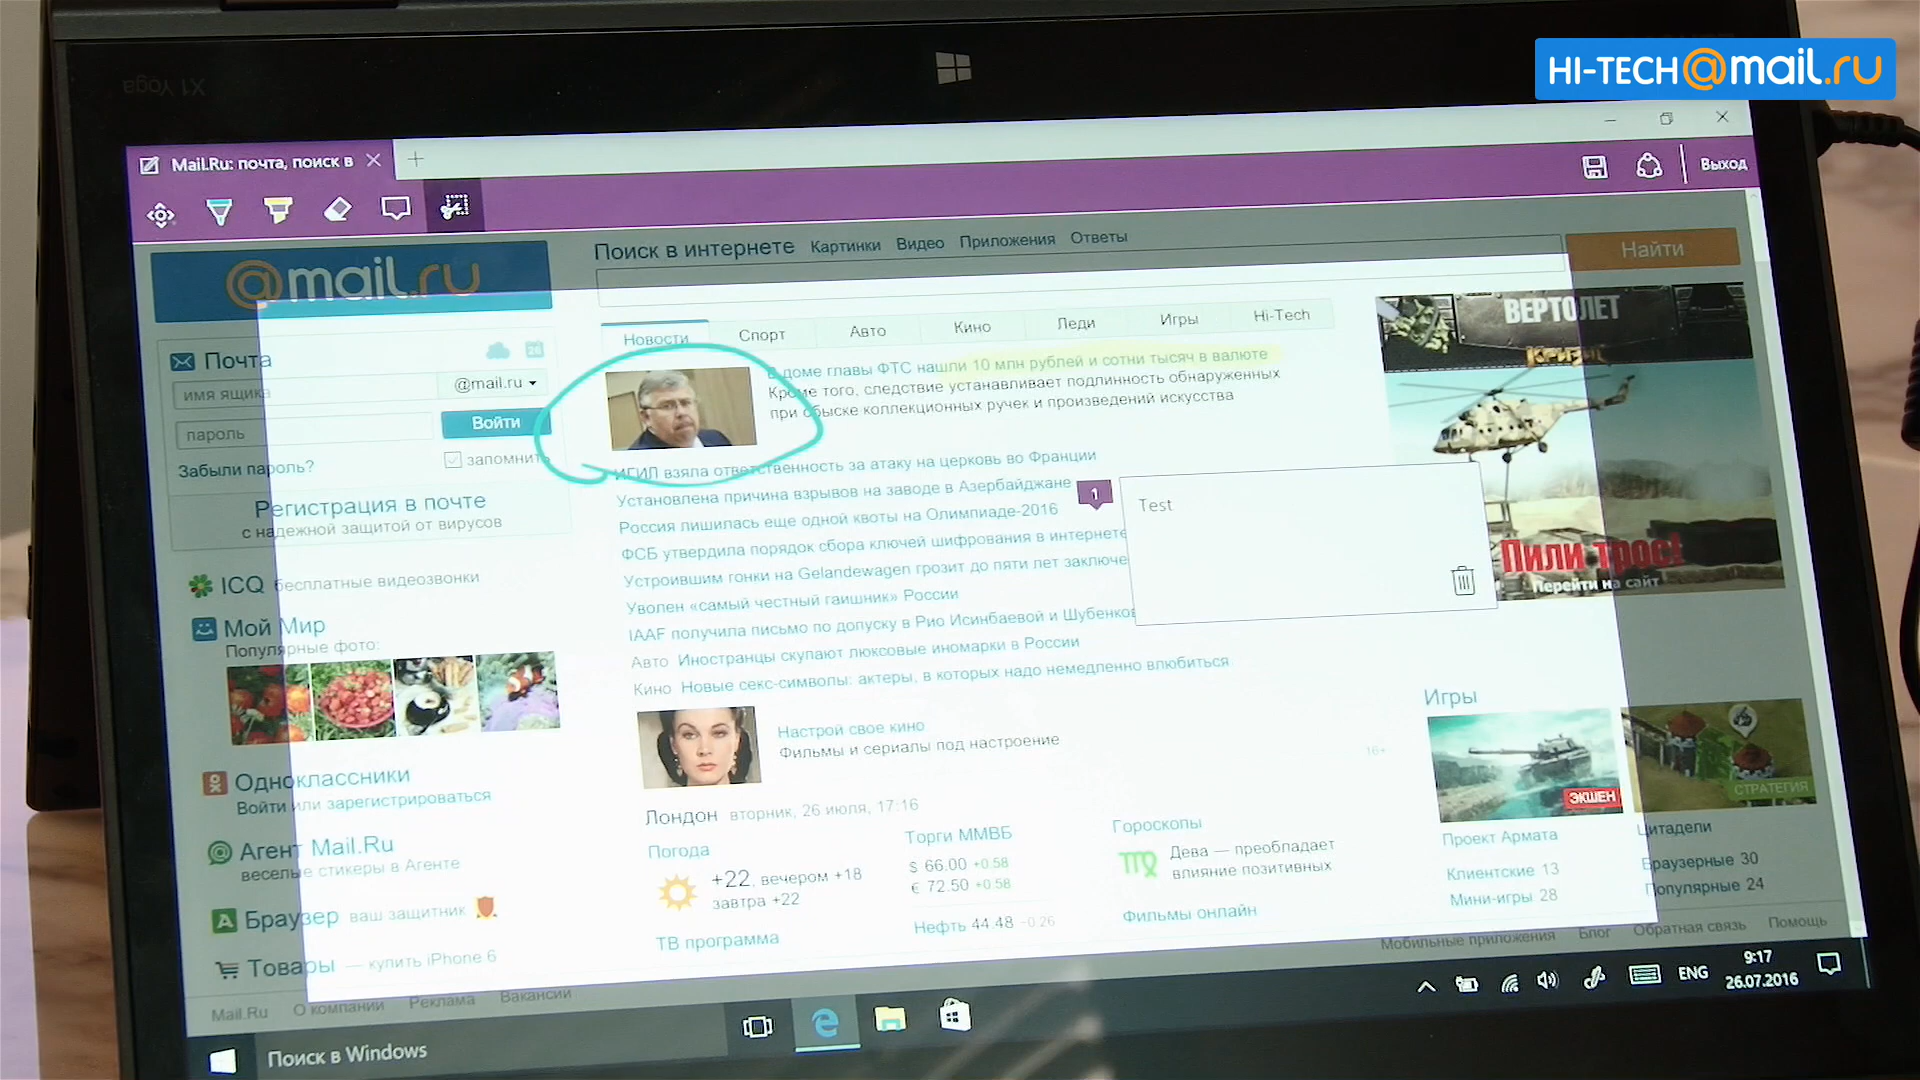 HI-TECH@mail.ru
X1 Yoga
Mail.Ru: почта, поиск в
Выход
@mail.ru
Поиск в интернете Картинки Видео Приложения Ответы
Найти
Новости Спорт Авто Кино Леди Игры Hi-Tech
Почта
26
имя ящика
@mail.ru
пароль
Войти
Забыли пароль?
запомнить
Регистрация в почте
с надежной защитой от вирусов
ICQ бесплатные видеозвонки
Мой Мир
Популярные фото:
Одноклассники
Войти или зарегистрироваться
Агент Mail.Ru
веселые стикеры в Агенте
Браузер ваш защитник
Товары — купить iPhone 6
Mail.Ru О компании Реклама Вакансии
В доме главы ФТС нашли 10 млн рублей и сотни тысяч в валюте
Кроме того, следствие устанавливает подлинность обнаруженных
при обыске коллекционных ручек и произведений искусства
ИГИЛ взяла ответственность за атаку на церковь во Франции
Установлена причина взрывов на заводе в Азербайджане
Россия лишилась еще одной квоты на Олимпиаде-2016
ФСБ утвердила порядок сбора ключей шифрования в интернете
Устроившим гонки на Gelandewagen грозит до пяти лет заключе
Уволен «самый честный гаишник» России
IAAF получила письмо по допуску в Рио Исинбаевой и Шубенков
Авто Иностранцы скупают люксовые иномарки в России
Кино Новые секс-символы: актеры, в которых надо немедленно влюбиться
1
Test
Настрой свое кино
Фильмы и сериалы под настроение
16+
Лондон вторник, 26 июля, 17:16
Погода
+22, вечером +18
завтра +22
ТВ программа
Торги ММВБ
$ 66.00 +0.58
€ 72.50 +0.58
Нефть 44.48 -0.26
Гороскопы
Дева — преобладает
влияние позитивных
Фильмы онлайн
ВЕРТОЛЕТ
Кризис
Пили трос!
Перейти на сайт
Игры
ЭКШЕН
СТРАТЕГИЯ
Проект Армата
Цитадели
Клиентские 13
Браузерные 30
Мини-игры 28
Популярные 24
Мобильные приложения Блог Обратная связь Помощь
Поиск в Windows
ENG
9:17
26.07.2016